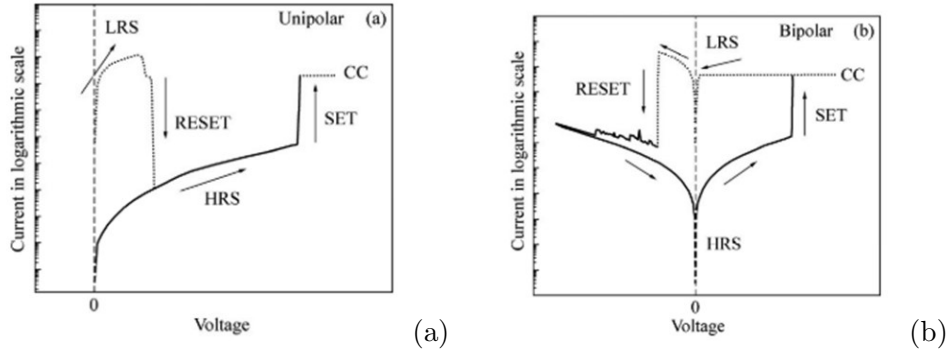 Unipolar (a)
LRS
CC
RESET
SET
HRS
0
Voltage
Current in logarithmic scale
(a)
Bipolar (b)
LRS
CC
RESET
SET
HRS
0
Voltage
Current in logarithmic scale
(b)